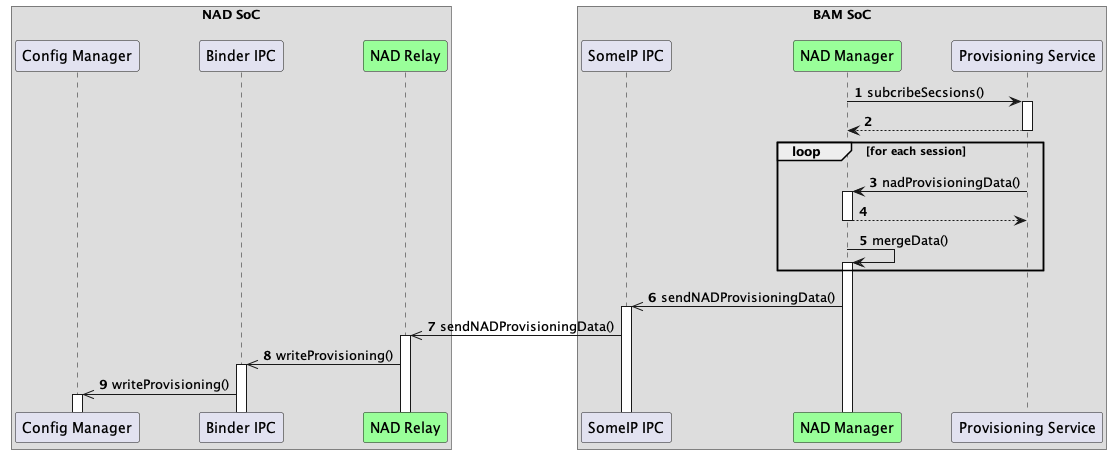 NAD SoC
BAM SoC
Config Manager
Binder IPC
NAD Relay
SomeIP IPC
NAD Manager
Provisioning Service
1 subcribeSecsions()
2
loop [for each session]
3 nadProvisioningData()
4
5 mergeData()
6 sendNADProvisioningData()
7 sendNADProvisioningData()
8 writeProvisioning()
9 writeProvisioning()
Config Manager
Binder IPC
NAD Relay
SomeIP IPC
NAD Manager
Provisioning Service